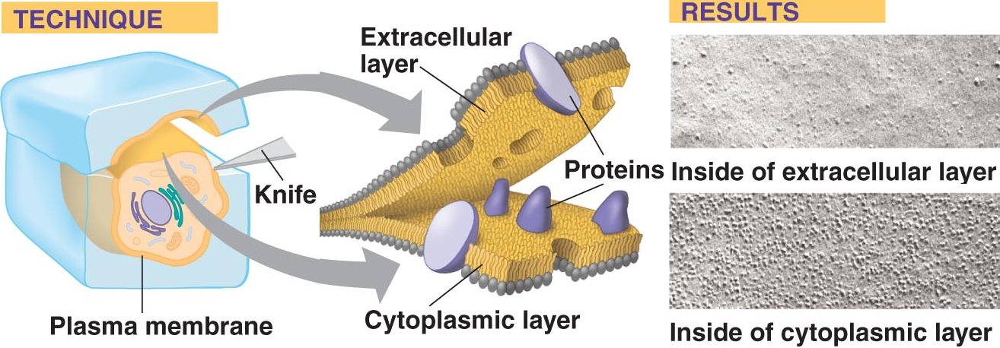 TECHNIQUE
RESULTS
Extracellular
layer
Knife
Proteins
Plasma membrane
Cytoplasmic layer
Inside of extracellular layer
Inside of cytoplasmic layer